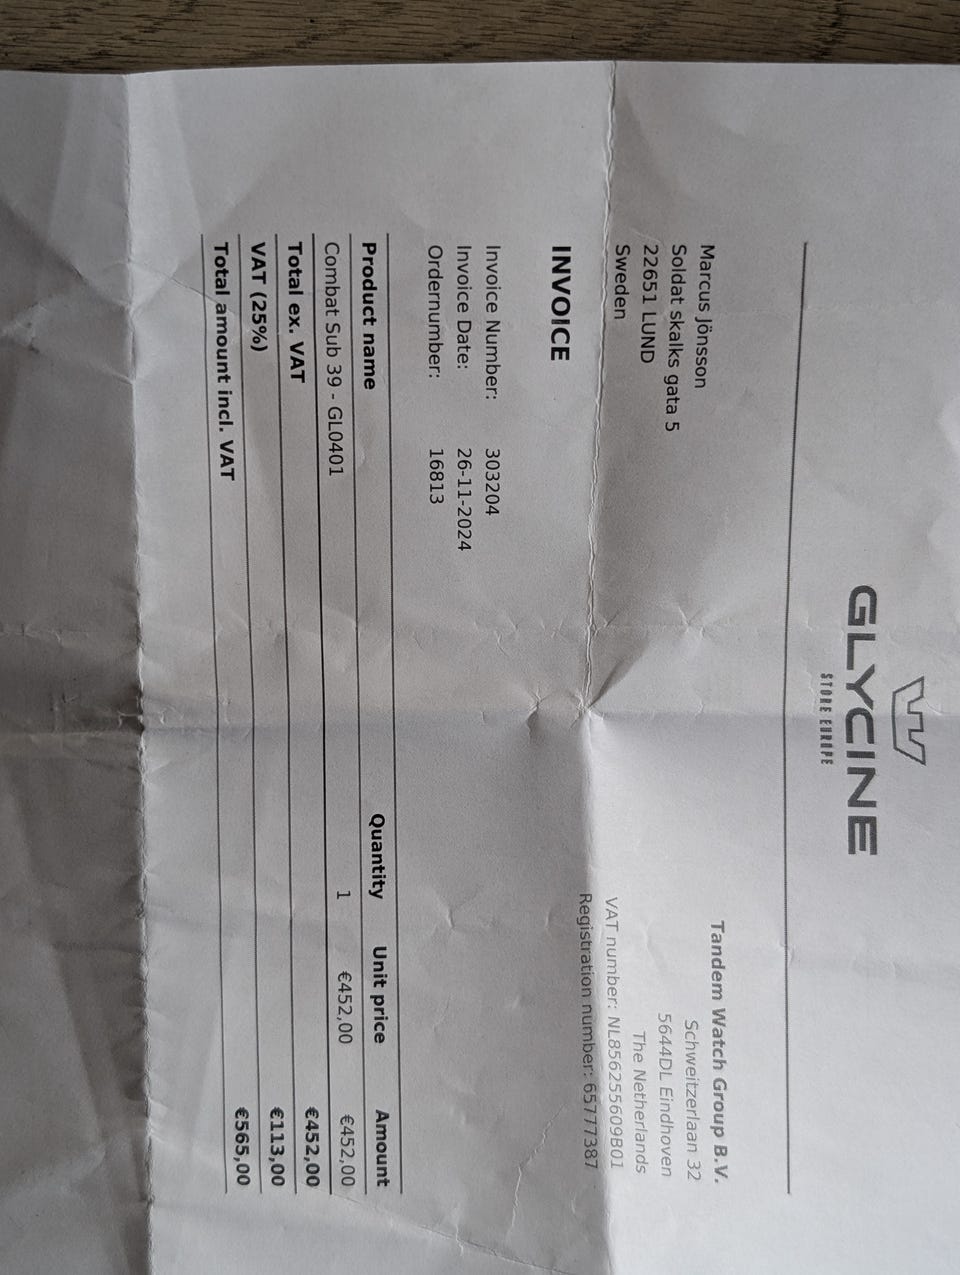 GLYCINE
STORE EUROPE
Tandem Watch Group B.V.
Schweitzerlaan 32
5644DL Eindhoven
The Netherlands
VAT number: NL856255609B01
Registration number: 65777387
Marcus Jönsson
Soldat skalks gata 5
22651 LUND
Sweden
INVOICE
Invoice Number: 303204
Invoice Date: 26-11-2024
Ordernumber: 16813
Product name Quantity Unit price Amount
Combat Sub 39 - GL0401 1 €452,00 €452,00
Total ex. VAT €452,00
VAT (25%) €113,00
Total amount incl. VAT €565,00